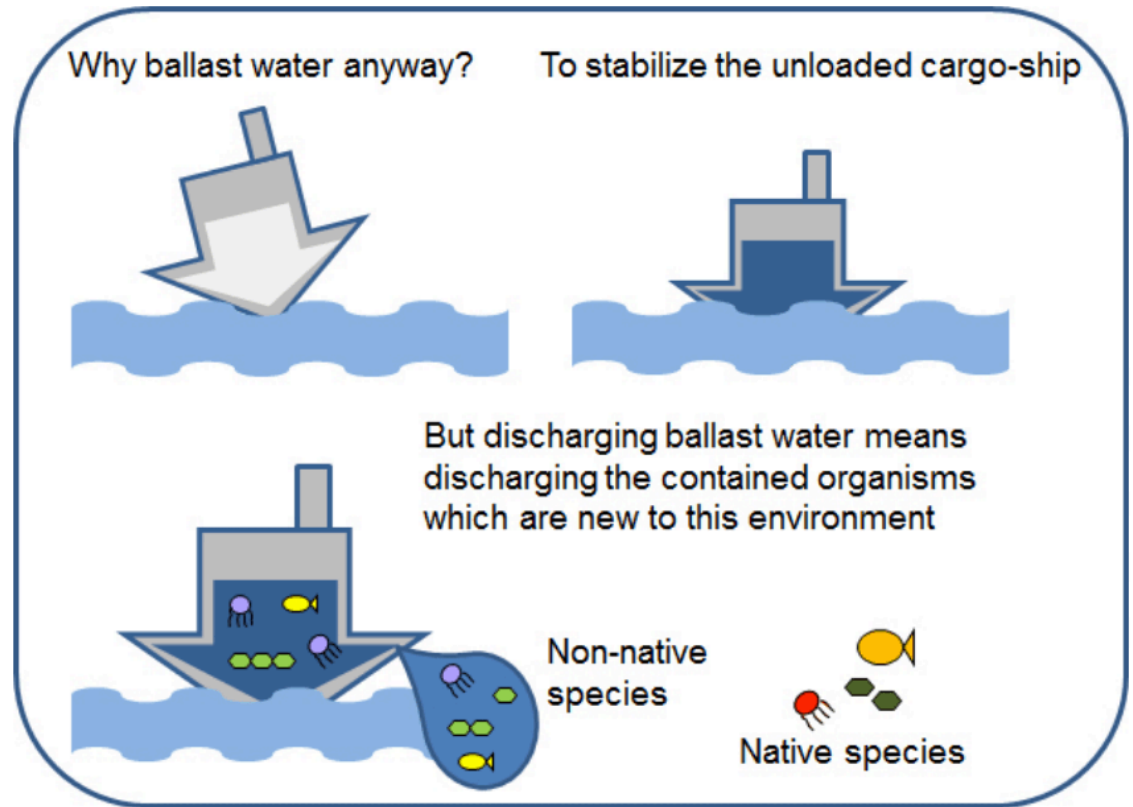 Why ballast water anyway?
To stabilize the unloaded cargo-ship
But discharging ballast water means
discharging the contained organisms
which are new to this environment
Non-native
species
Native species